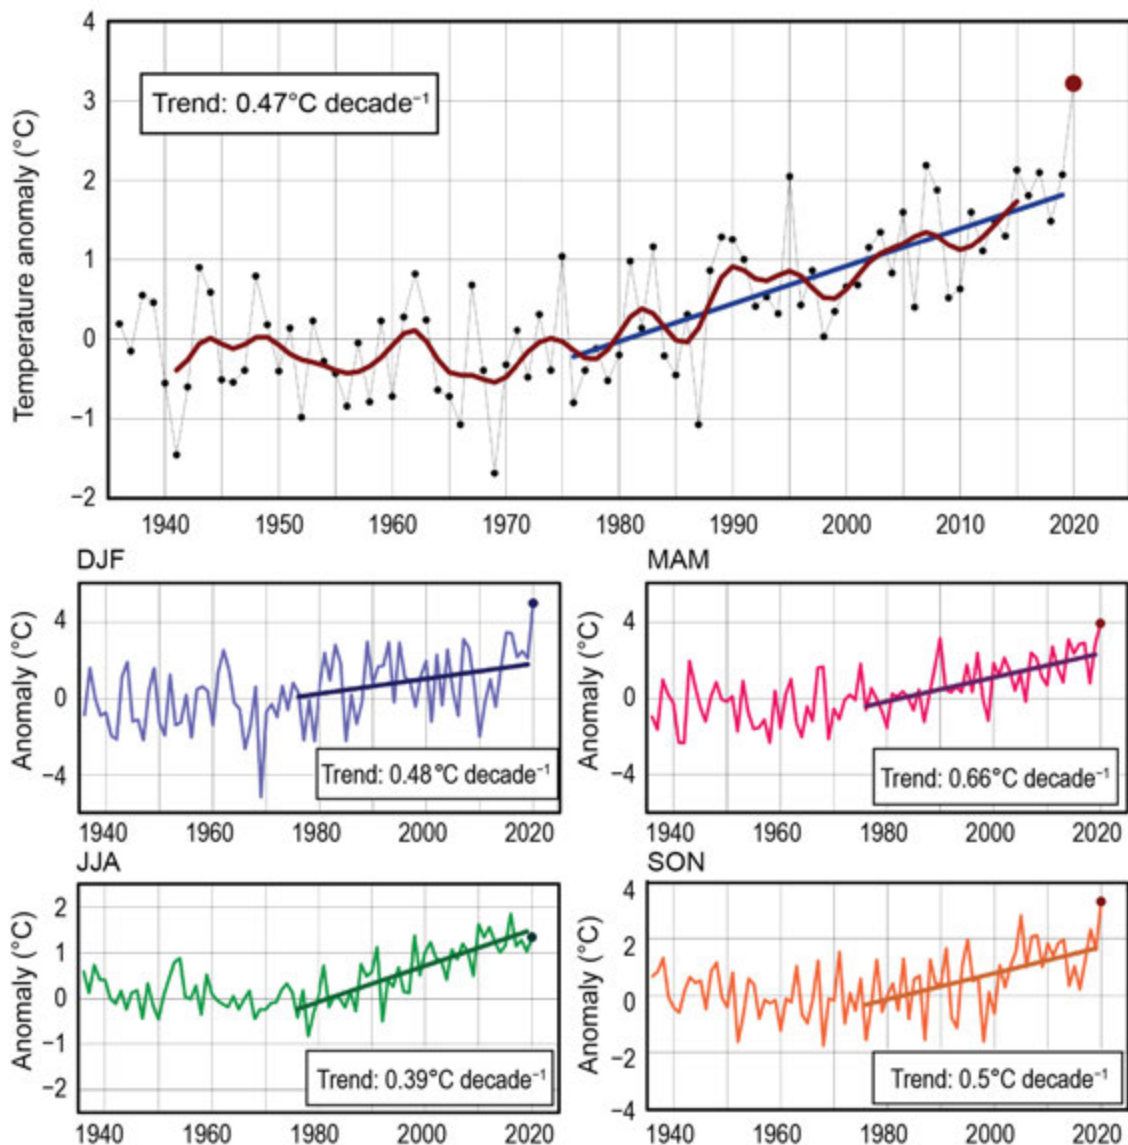 4
Trend: 0.47°C decade⁻¹
3
2
1
0
−1
−2
Temperature anomaly (°C)
1940 1950 1960 1970 1980 1990 2000 2010 2020
DJF MAM
4 4
0 0
−4 −4
Anomaly (°C) Anomaly (°C)
Trend: 0.48°C decade⁻¹ Trend: 0.66°C decade⁻¹
1940 1960 1980 2000 2020 1940 1960 1980 2000 2020
JJA SON
2 4
1 2
0 0
−1 −2
−2 −4
Anomaly (°C) Anomaly (°C)
Trend: 0.39°C decade⁻¹ Trend: 0.5°C decade⁻¹
1940 1960 1980 2000 2020 1940 1960 1980 2000 2020